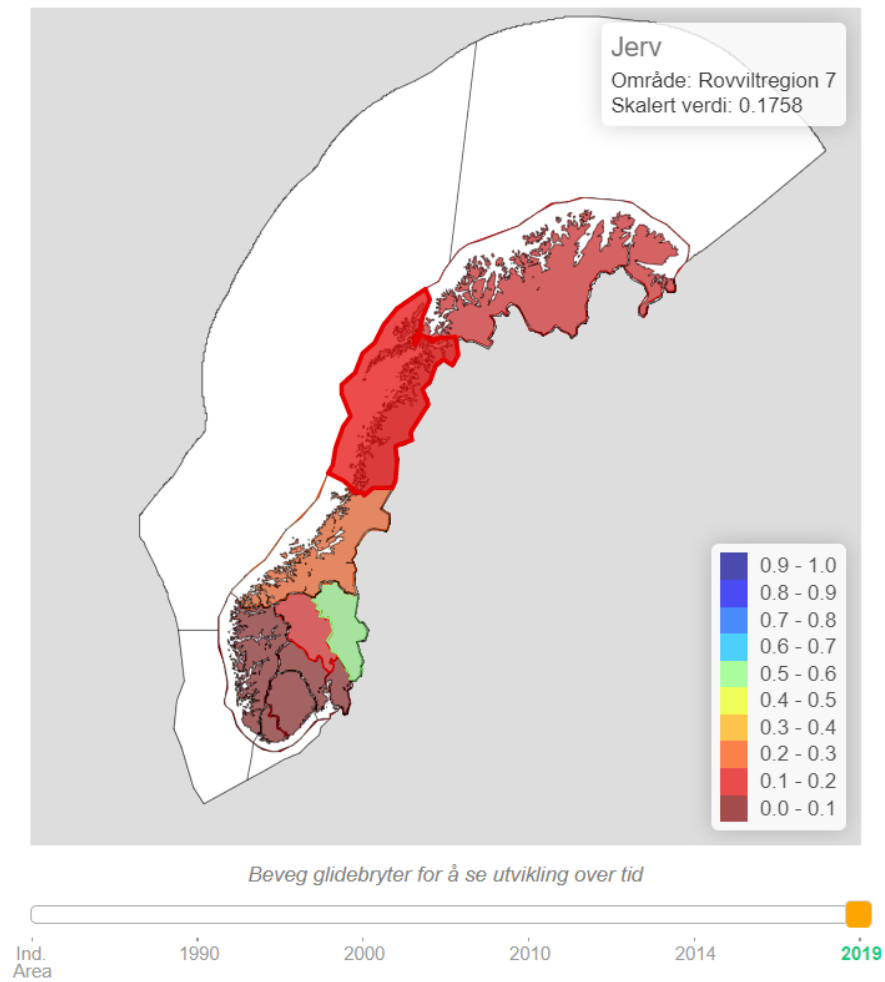 Jerv
Område: Rovviltregion 7
Skalert verdi: 0.1758
0.9 - 1.0
0.8 - 0.9
0.7 - 0.8
0.6 - 0.7
0.5 - 0.6
0.4 - 0.5
0.3 - 0.4
0.2 - 0.3
0.1 - 0.2
0.0 - 0.1
Beveg glidebryter for å se utvikling over tid
Ind. Area
1990
2000
2010
2014
2019